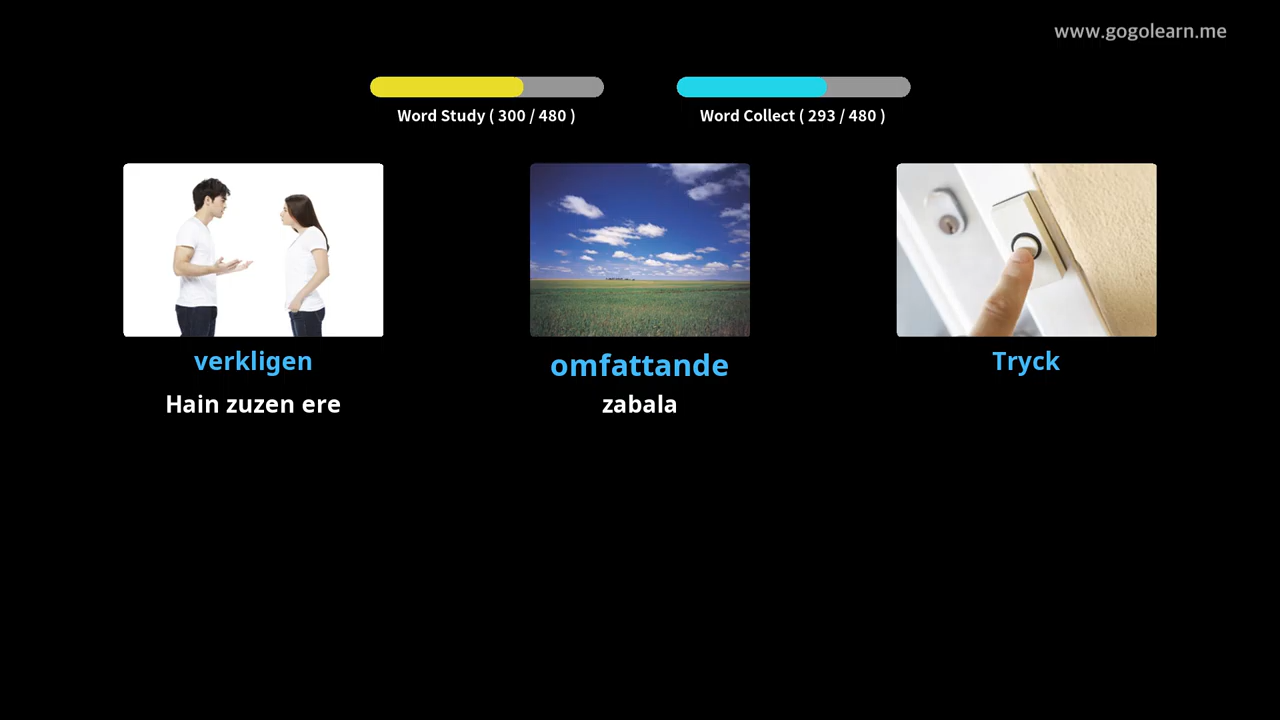 www.gogolearn.me
Word Study ( 300 / 480 )
Word Collect ( 293 / 480 )
verkligen
Hain zuzen ere
omfattande
zabala
Tryck